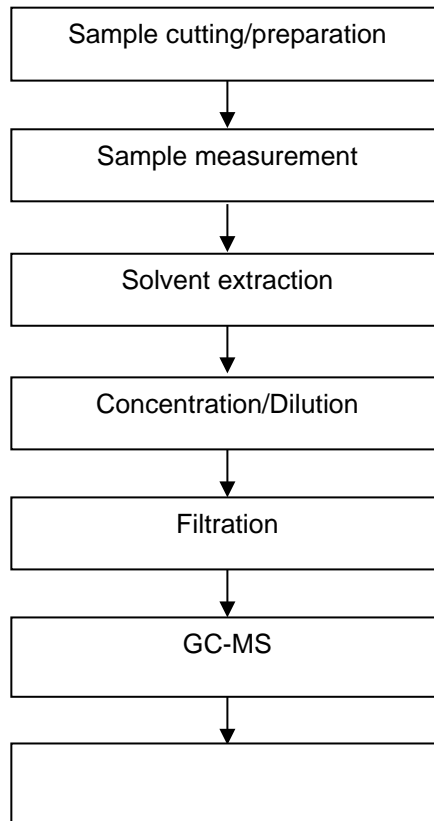 Sample cutting/preparation
Sample measurement
Solvent extraction
Concentration/Dilution
Filtration
GC-MS